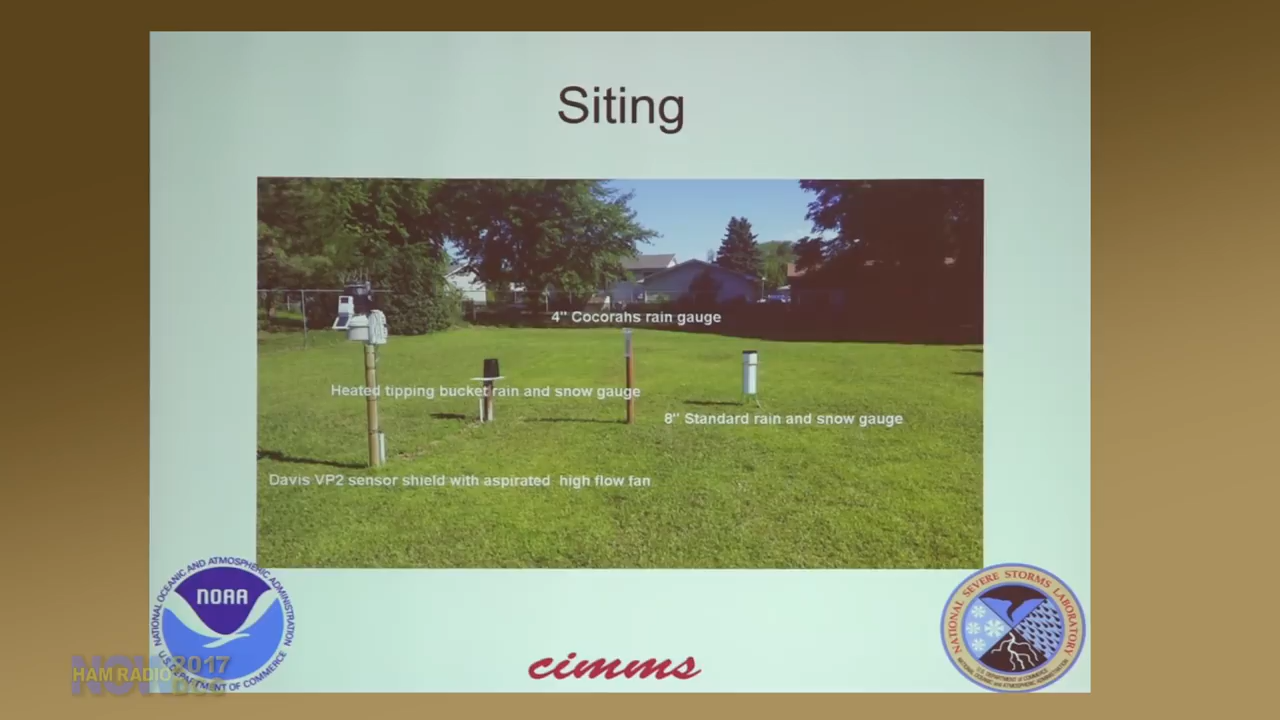 Siting
4" Cocorahs rain gauge
Heated tipping bucket rain and snow gauge
8" Standard rain and snow gauge
Davis VP2 sensor shield with aspirated high flow fan
NATIONAL OCEANIC AND ATMOSPHERIC ADMINISTRATION
NOAA
U.S. DEPARTMENT OF COMMERCE
HAM RADIO
NOW
2017
cimms
NATIONAL SEVERE STORMS LABORATORY